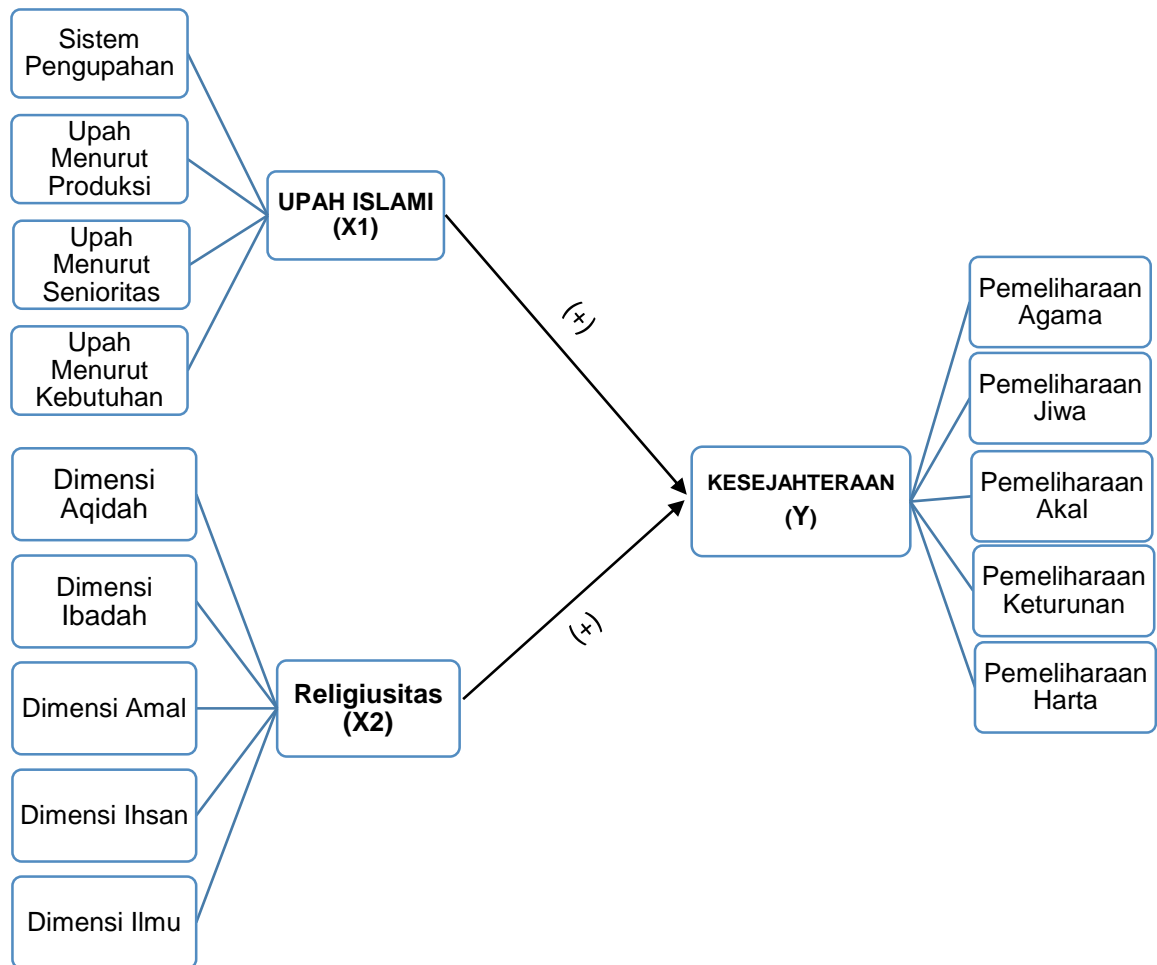 Sistem
Pengupahan
Upah
Menurut
Produksi
Upah
Menurut
Senioritas
Upah
Menurut
Kebutuhan
UPAH ISLAMI
(X1)
(+)
Dimensi
Aqidah
Dimensi
Ibadah
Dimensi Amal
Dimensi Ihsan
Dimensi Ilmu
Religiusitas
(X2)
(+)
KESEJAHTERAAN
(Y)
Pemeliharaan
Agama
Pemeliharaan
Jiwa
Pemeliharaan
Akal
Pemeliharaan
Keturunan
Pemeliharaan
Harta